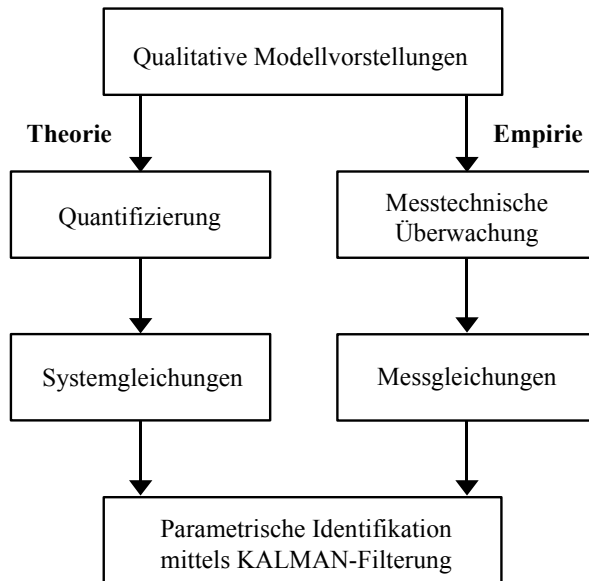 Qualitative Modellvorstellungen
Theorie
Empirie
Quantifizierung
Messtechnische
Überwachung
Systemgleichungen
Messgleichungen
Parametrische Identifikation
mittels KALMAN-Filterung